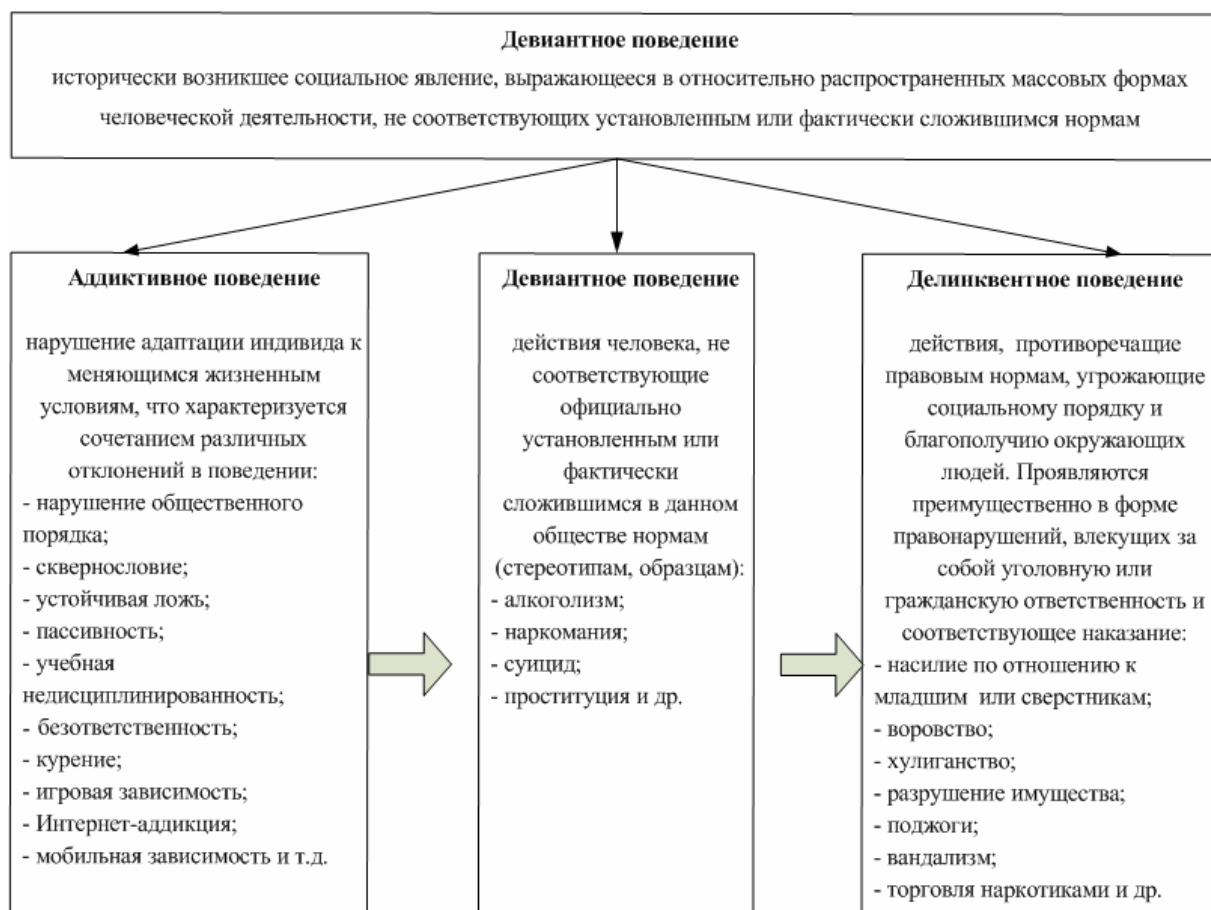 Девиантное поведение
исторически возникшее социальное явление, выражающееся в относительно распространенных массовых формах
человеческой деятельности, не соответствующих установленным или фактически сложившимся нормам
Аддиктивное поведение
нарушение адаптации индивида к
меняющимся жизненным
условиям, что характеризуется
сочетанием различных
отклонений в поведении:
- нарушение общественного
порядка;
- сквернословие;
- устойчивая ложь;
- пассивность;
- учебная
недисциплинированность;
- безответственность;
- курение;
- игровая зависимость;
- Интернет-аддикция;
- мобильная зависимость и т.д.
Девиантное поведение
действия человека, не
соответствующие
официально
установленным или
фактически
сложившимся в данном
обществе нормам
(стереотипам, образцам):
- алкоголизм;
- наркомания;
- суицид;
- проституция и др.
Делинквентное поведение
действия, противоречащие
правовым нормам, угрожающие
социальному порядку и
благополучию окружающих
людей. Проявляются
преимущественно в форме
правонарушений, влекущих за
собой уголовную или
гражданскую ответственность и
соответствующее наказание:
- насилие по отношению к
младшим или сверстникам;
- воровство;
- хулиганство;
- разрушение имущества;
- поджоги;
- вандализм;
- торговля наркотиками и др.